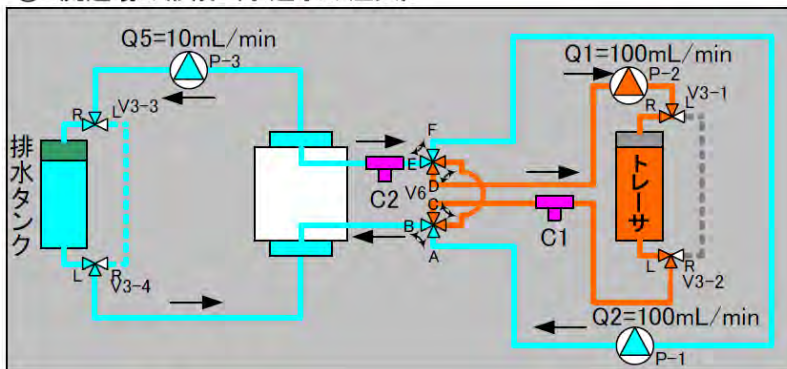 Q5=10mL/min
P-3
Q1=100mL/min
P-2
R
L
V3-3
F
R
L
V3-1
排水タンク
E
D
V6
C
C2
B
A
C1
トレーサ
L
R
V3-4
L
R
V3-2
Q2=100mL/min
P-1